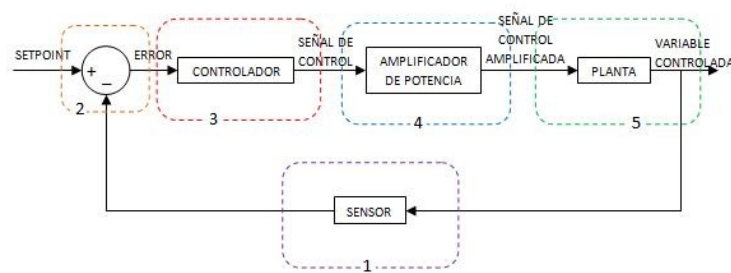 SETPOINT
+
−
2
ERROR
CONTROLADOR
3
SEÑAL DE
CONTROL
AMPLIFICADOR
DE POTENCIA
4
SEÑAL DE
CONTROL
AMPLIFICADA
PLANTA
5
VARIABLE
CONTROLADA
SENSOR
1